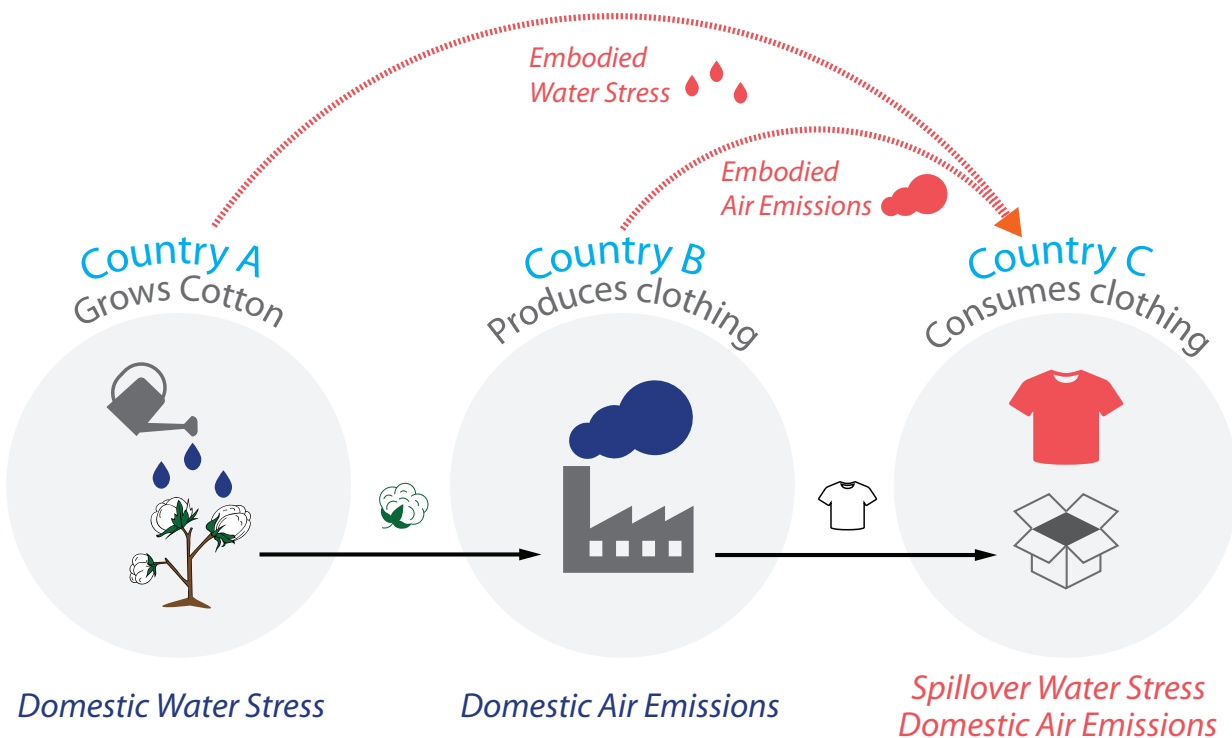 Embodied
Water Stress
Embodied
Air Emissions
Country A
Grows Cotton
Country B
Produces clothing
Country C
Consumes clothing
Domestic Water Stress
Domestic Air Emissions
Spillover Water Stress
Domestic Air Emissions